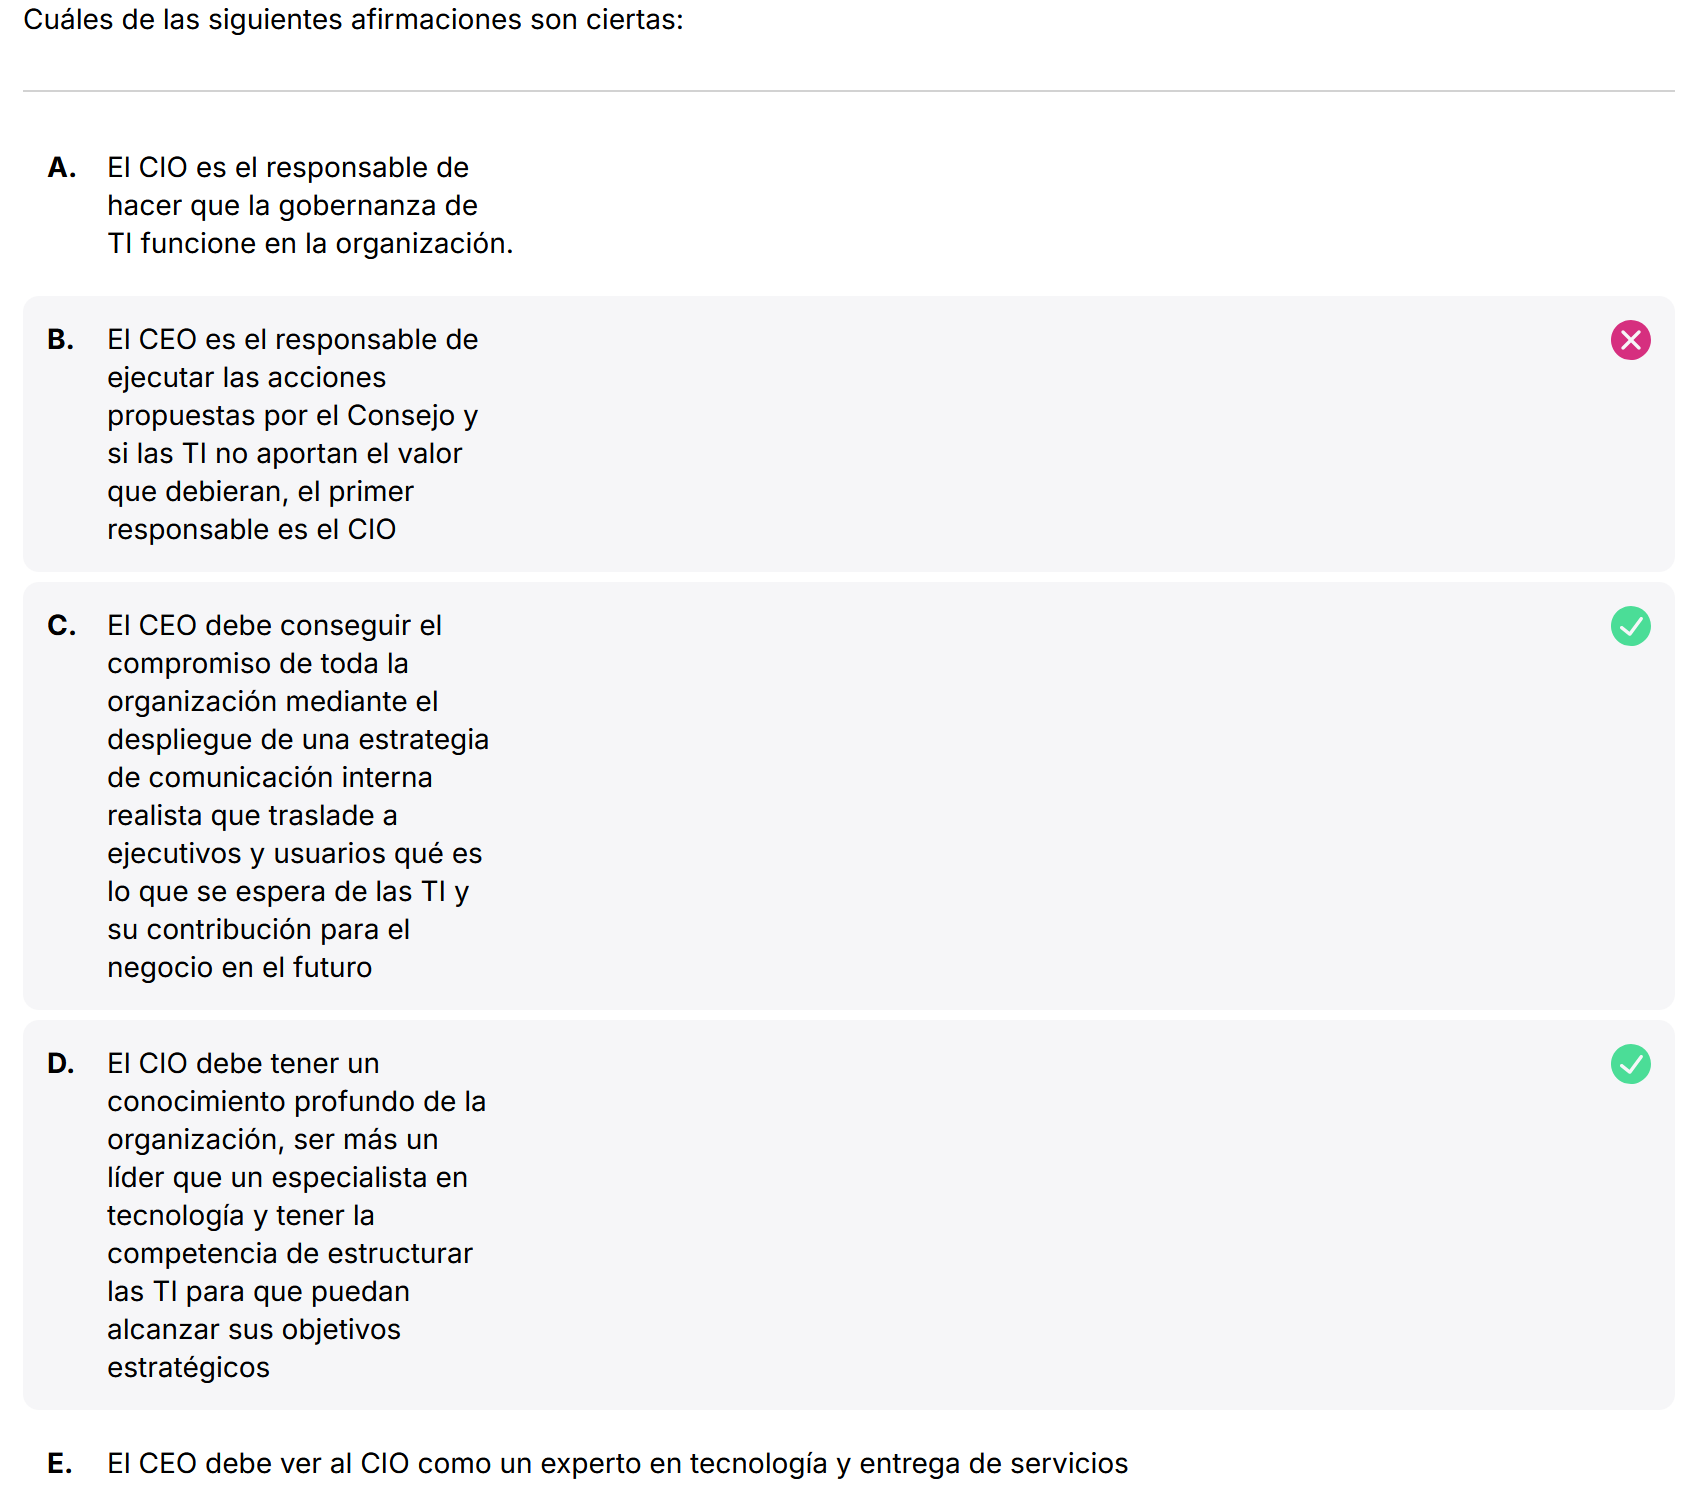 Cuáles de las siguientes afirmaciones son ciertas:
A. El CIO es el responsable de
hacer que la gobernanza de
TI funcione en la organización.
B. El CEO es el responsable de
ejecutar las acciones
propuestas por el Consejo y
si las TI no aportan el valor
que debieran, el primer
responsable es el CIO
C. El CEO debe conseguir el
compromiso de toda la
organización mediante el
despliegue de una estrategia
de comunicación interna
realista que traslade a
ejecutivos y usuarios qué es
lo que se espera de las TI y
su contribución para el
negocio en el futuro
D. El CIO debe tener un
conocimiento profundo de la
organización, ser más un
líder que un especialista en
tecnología y tener la
competencia de estructurar
las TI para que puedan
alcanzar sus objetivos
estratégicos
E. El CEO debe ver al CIO como un experto en tecnología y entrega de servicios